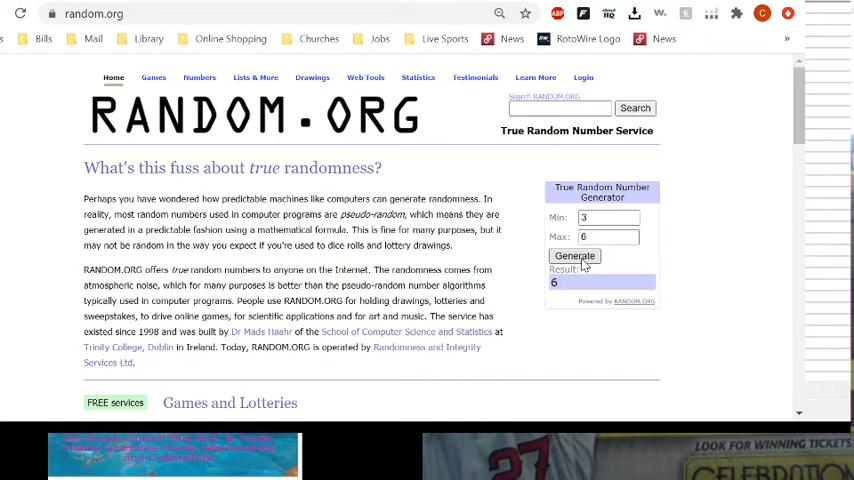 random.org
ABP
HQ
w.
C
Bills
Mail
Library
Online Shopping
Churches
Jobs
Live Sports
News
RotoWire Logo
News
»
Home
Games
Numbers
Lists & More
Drawings
Web Tools
Statistics
Testimonials
Learn More
Login
RANDOM.ORG
Search RANDOM.ORG
Search
True Random Number Service
What's this fuss about true randomness?
Perhaps you have wondered how predictable machines like computers can generate randomness. In
reality, most random numbers used in computer programs are pseudo-random, which means they are
generated in a predictable fashion using a mathematical formula. This is fine for many purposes, but it
may not be random in the way you expect if you're used to dice rolls and lottery drawings.
RANDOM.ORG offers true random numbers to anyone on the Internet. The randomness comes from
atmospheric noise, which for many purposes is better than the pseudo-random number algorithms
typically used in computer programs. People use RANDOM.ORG for holding drawings, lotteries and
sweepstakes, to drive online games, for scientific applications and for art and music. The service has
existed since 1998 and was built by Dr Mads Haahr of the School of Computer Science and Statistics at
Trinity College, Dublin in Ireland. Today, RANDOM.ORG is operated by Randomness and Integrity
Services Ltd.
True Random Number
Generator
Min: 3
Max: 6
Generate
Result:
6
Powered by RANDOM.ORG
FREE services
Games and Lotteries
and Collectibles
27
LOOK FOR WINNING TICKETS
CELEBRATION